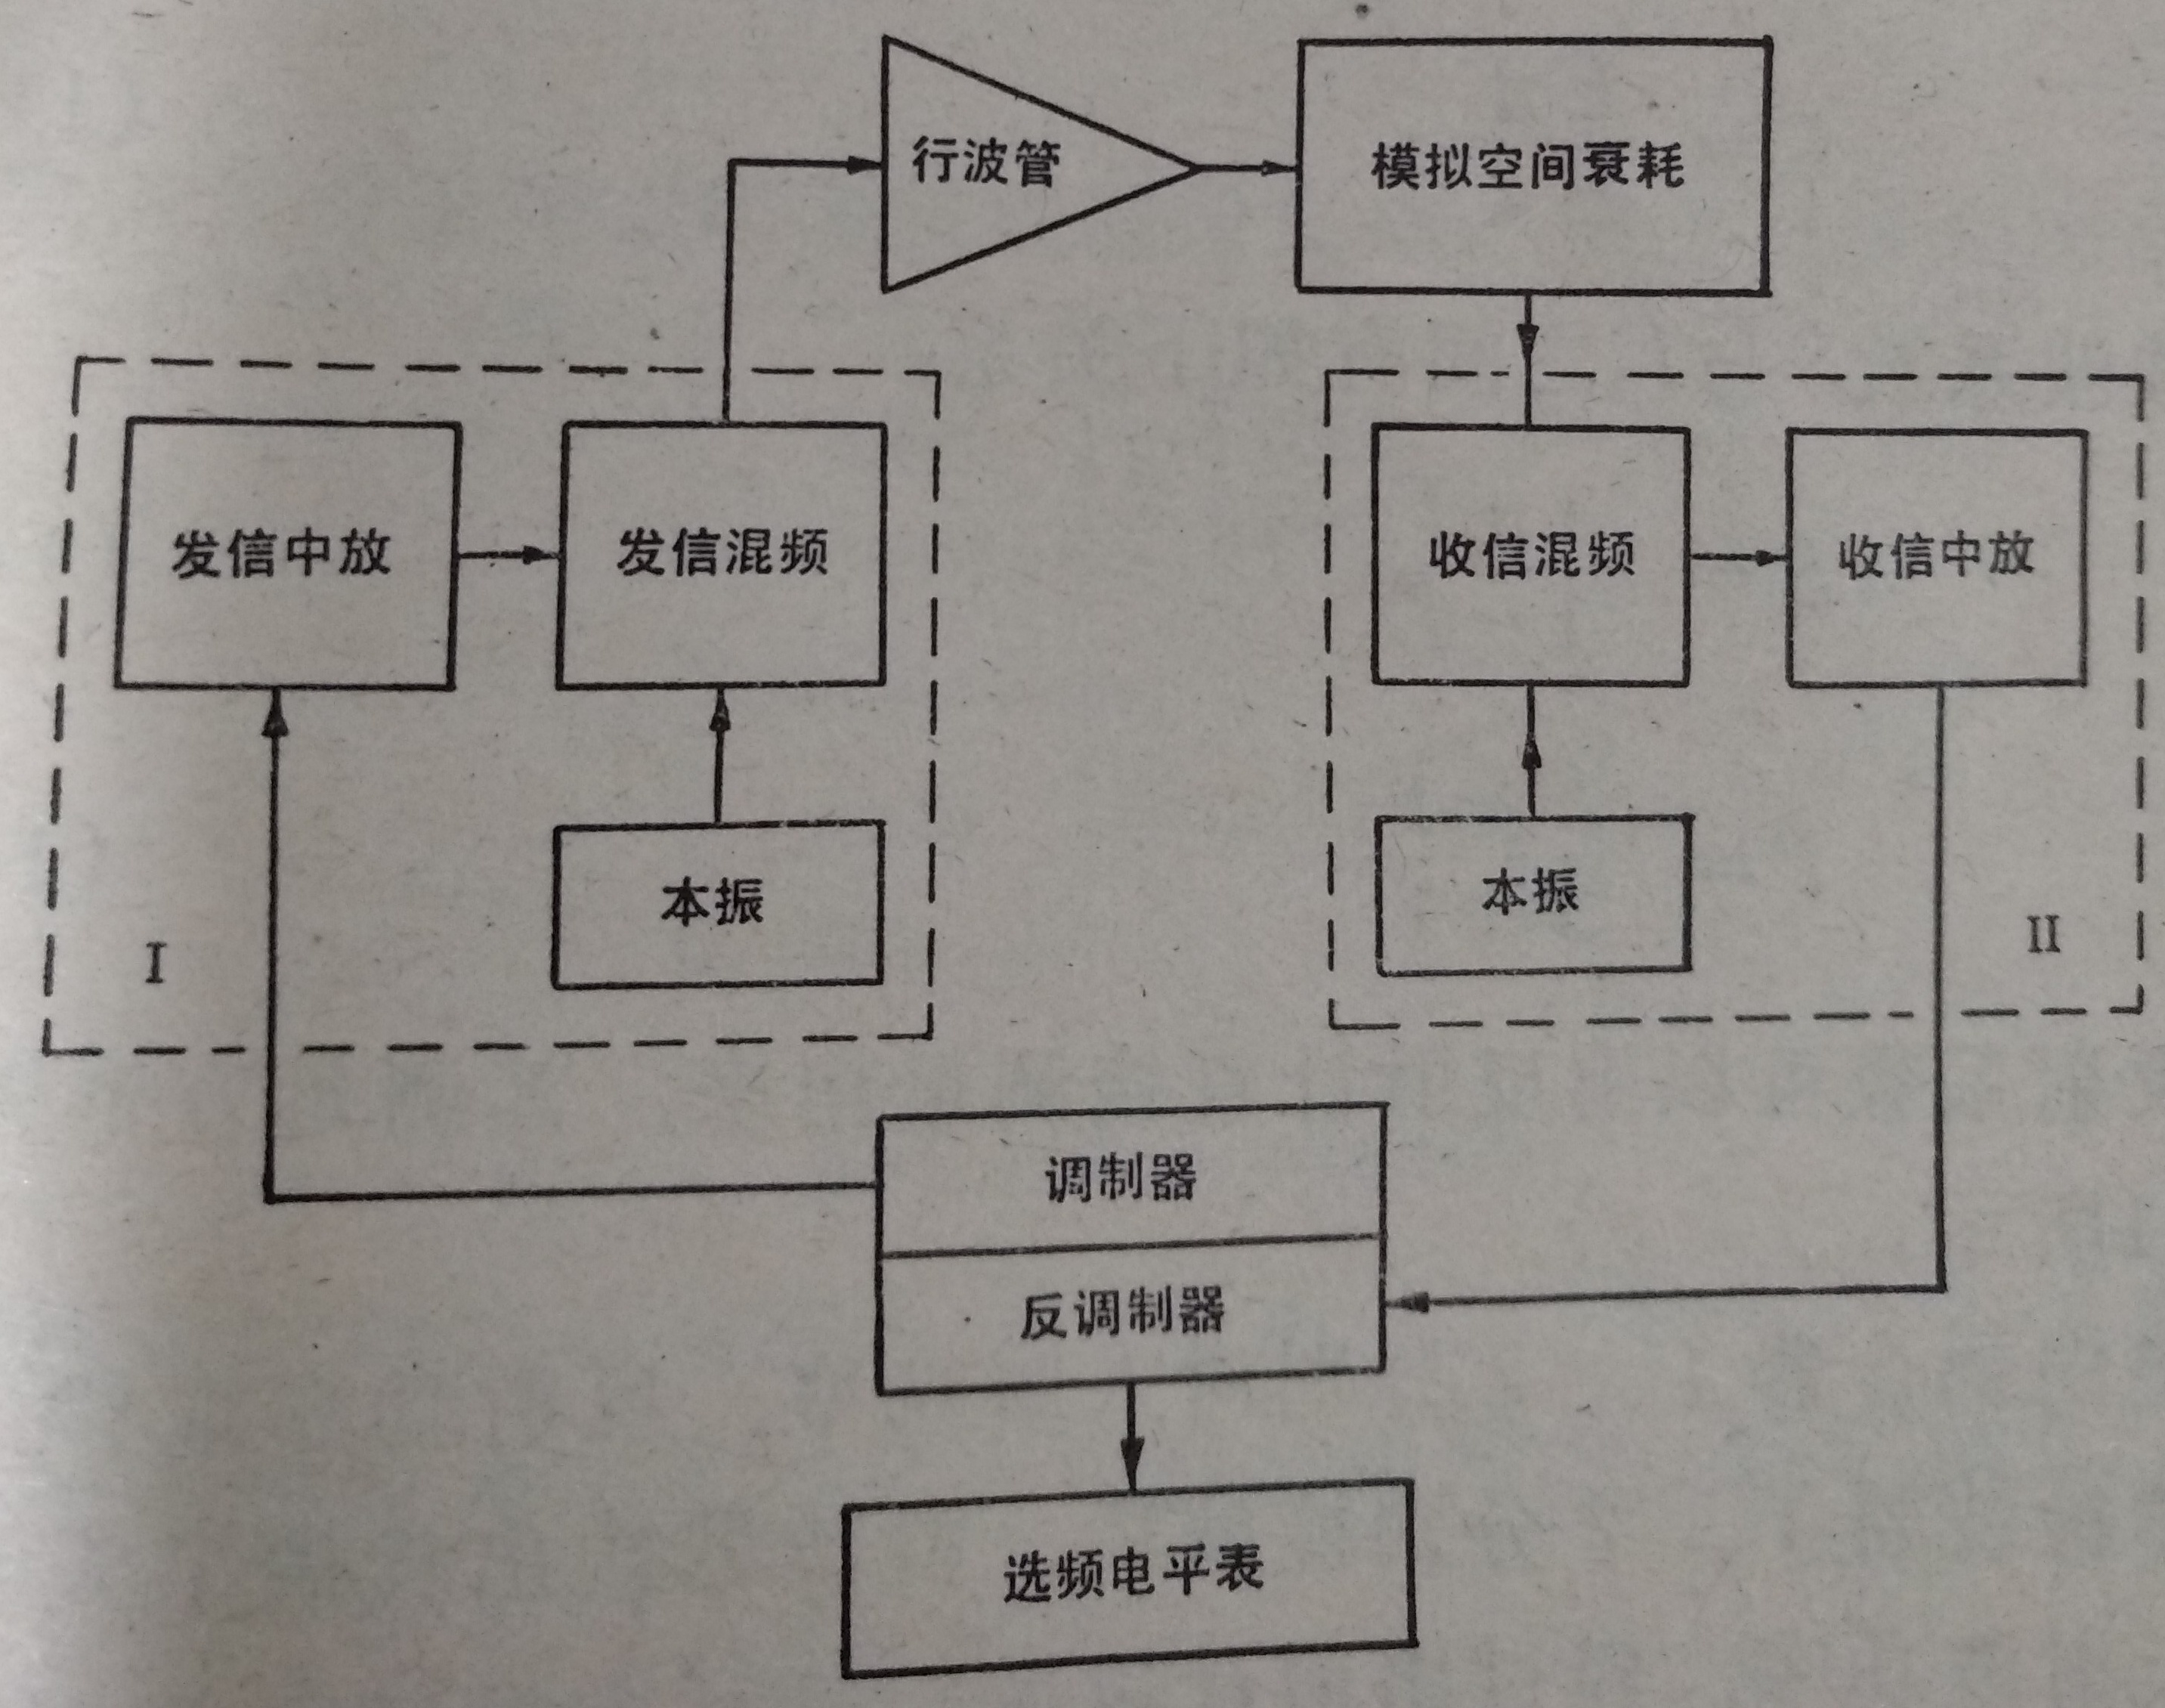 行波管
模拟空间衰耗
发信中放
发信混频
收信混频
收信中放
本振
本振
I
II
调制器
反调制器
选频电平表